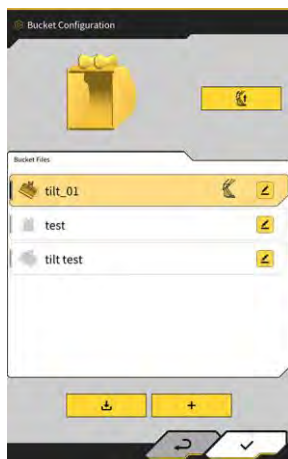 Bucket Configuration
Bucket Files
tilt_01
test
tilt test